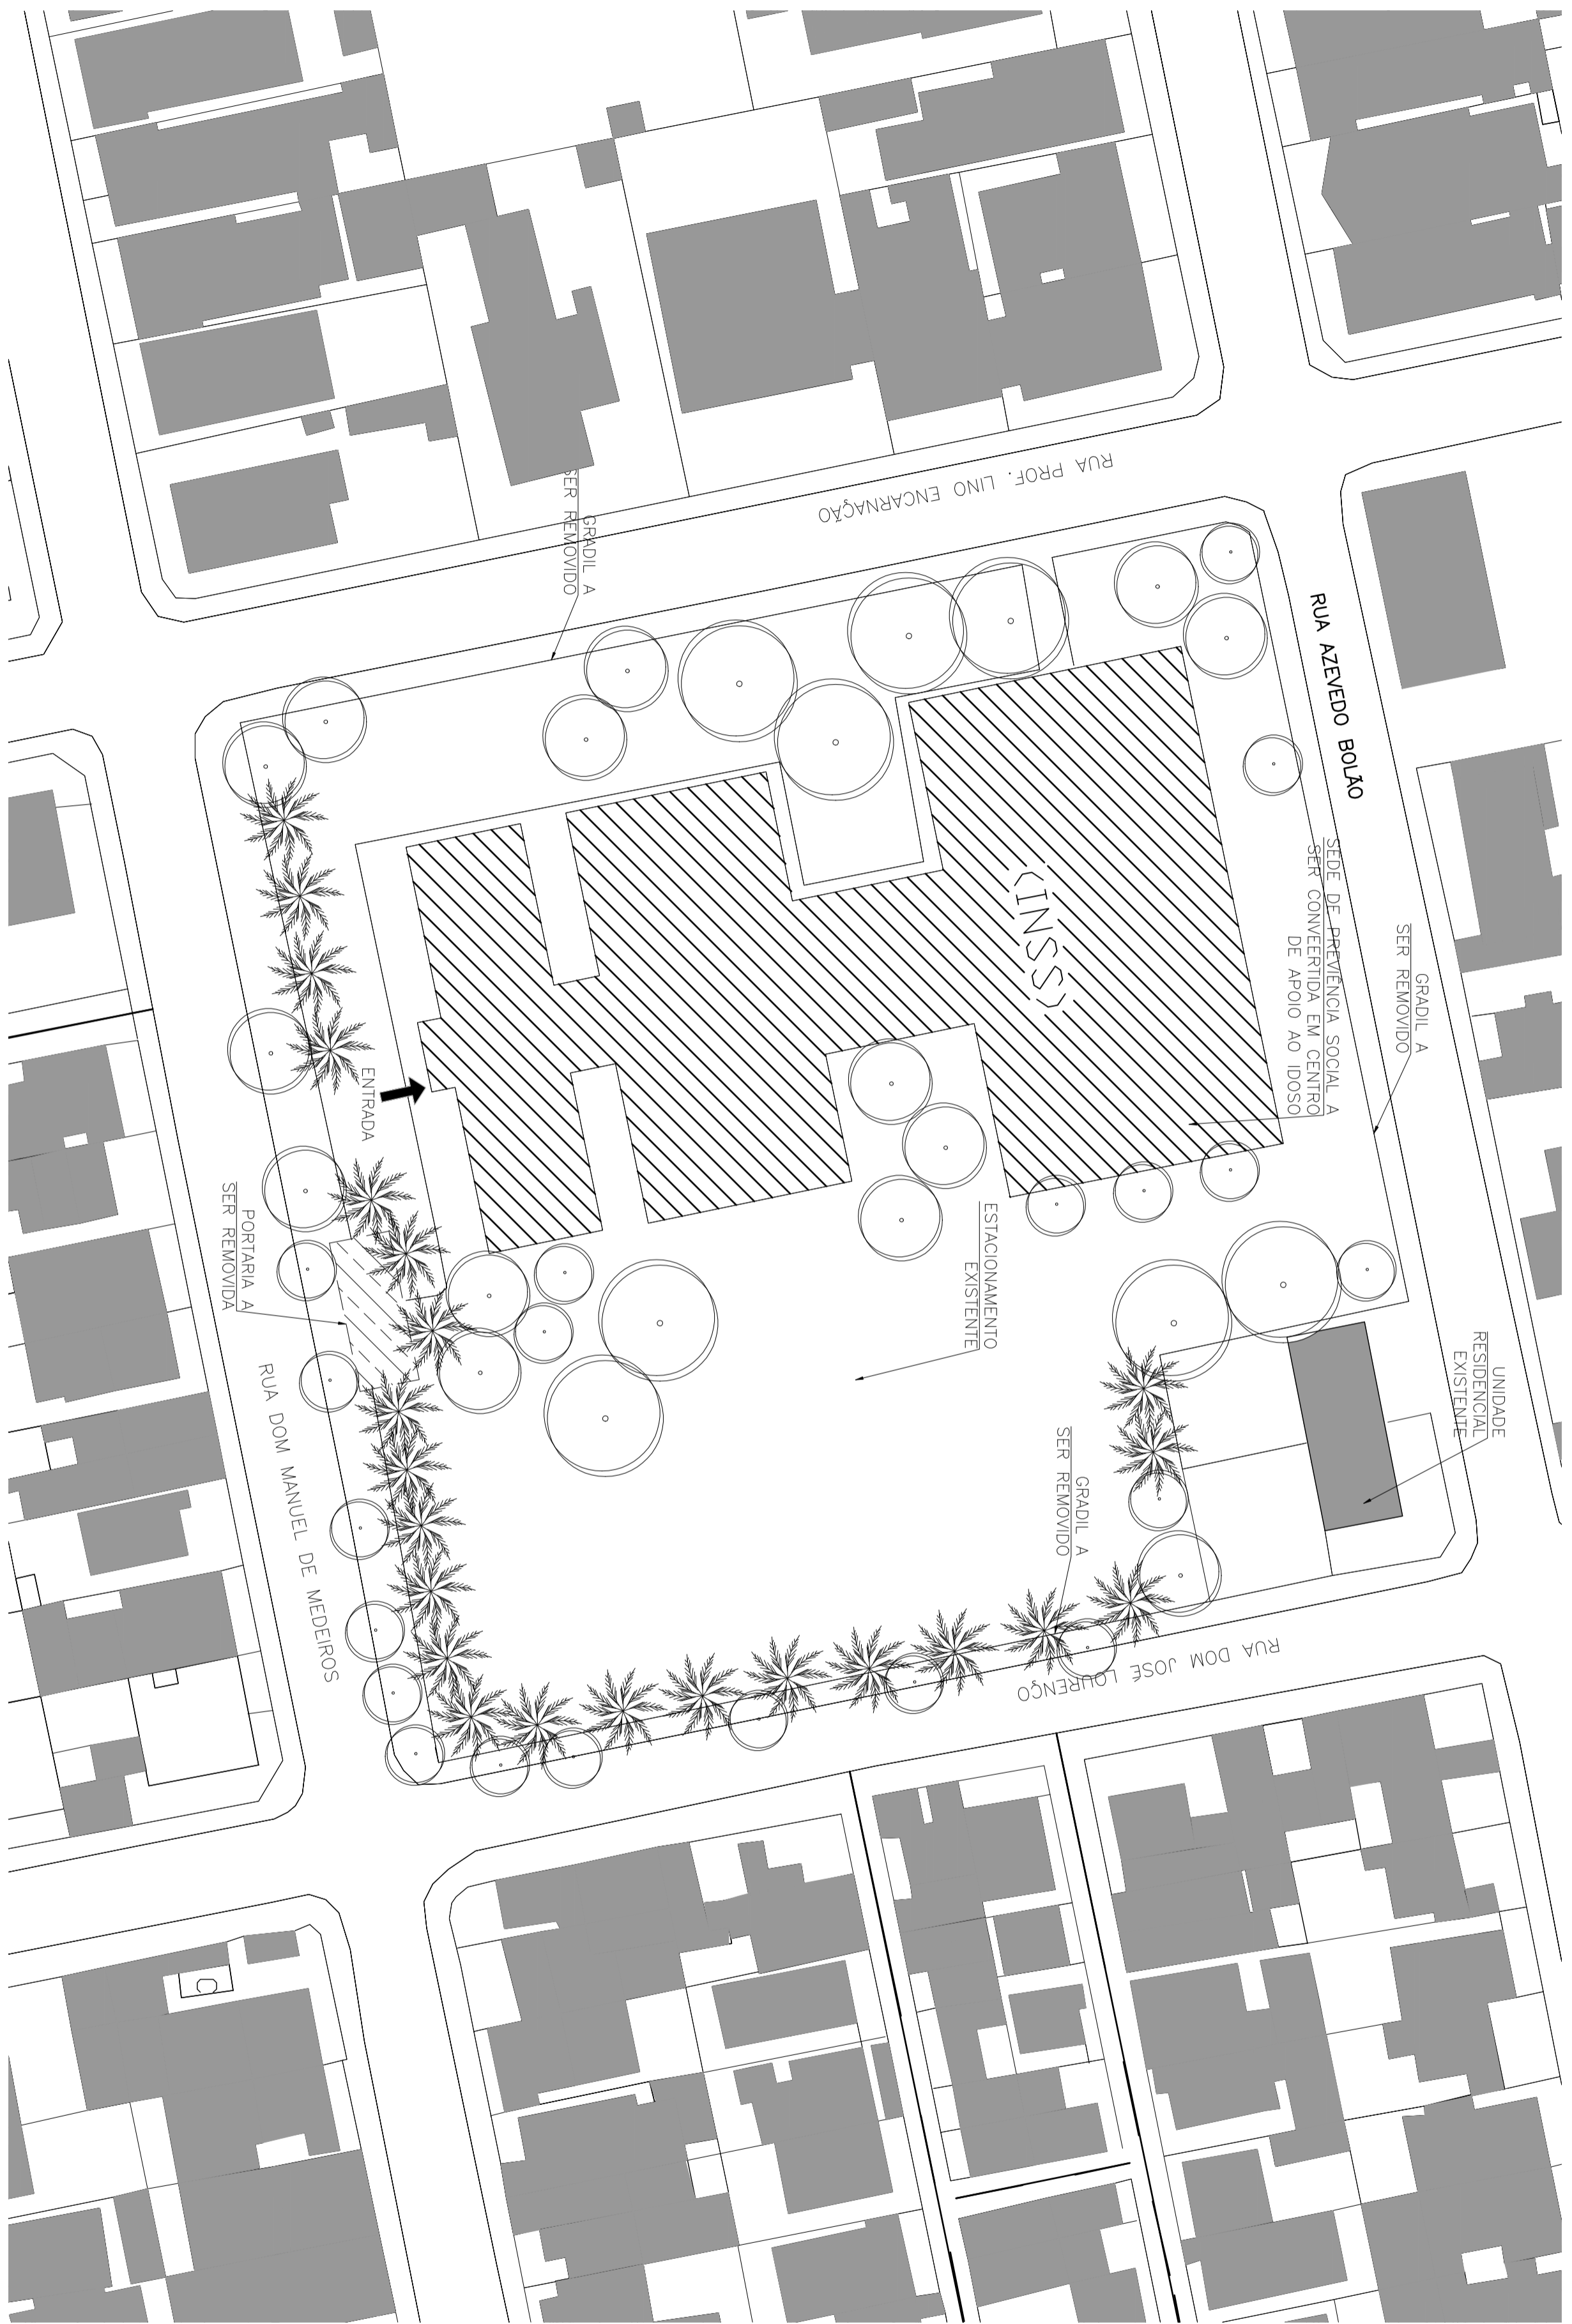 RUA PROF. LINO ENCARNAÇÃO
GRADIL A
SER REMOVIDO
RUA AZEVEDO BOLÃO
SEDE DE PREVIÊNCIA SOCIAL A
SER CONVERTIDA EM CENTRO
DE APOIO AO IDOSO
(INSS)
GRADIL A
SER REMOVIDO
ENTRADA
PORTARIA A
SER REMOVIDA
ESTACIONAMENTO
EXISTENTE
UNIDADE
RESIDENCIAL
EXISTENTE
GRADIL A
SER REMOVIDO
RUA DOM MANUEL DE MEDEIROS
RUA DOM JOSÉ LOURENÇO